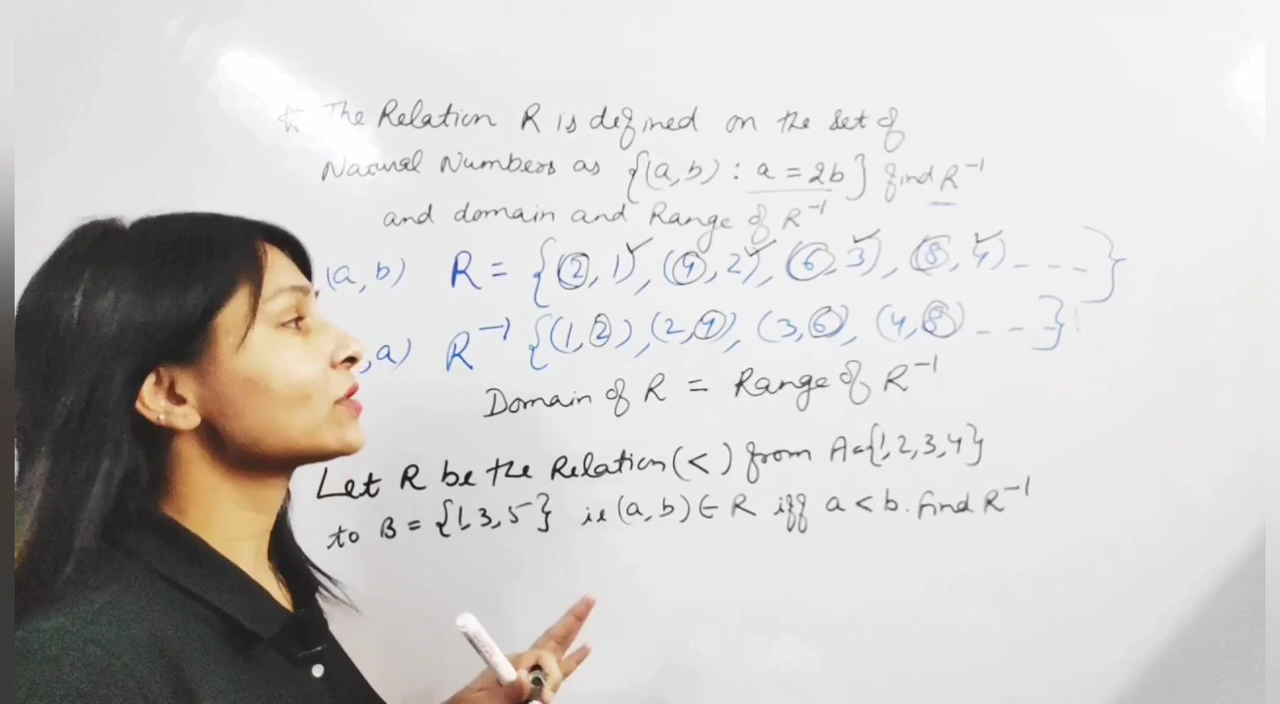 The Relation R is defined on the set of
Natural Numbers as {(a,b) : a = 2b} find R⁻¹
and domain and Range of R⁻¹
(a,b) R = {(2,1), (4,2), (6,3), (8,4) - - - -}
,a) R⁻¹ {(1,2), (2,4), (3,6), (4,8) - - -}
Domain of R = Range of R⁻¹
Let R be the Relation (<) from A={1,2,3,4}
to B = {1,3,5} ie (a,b) ∈ R iff a < b. find R⁻¹